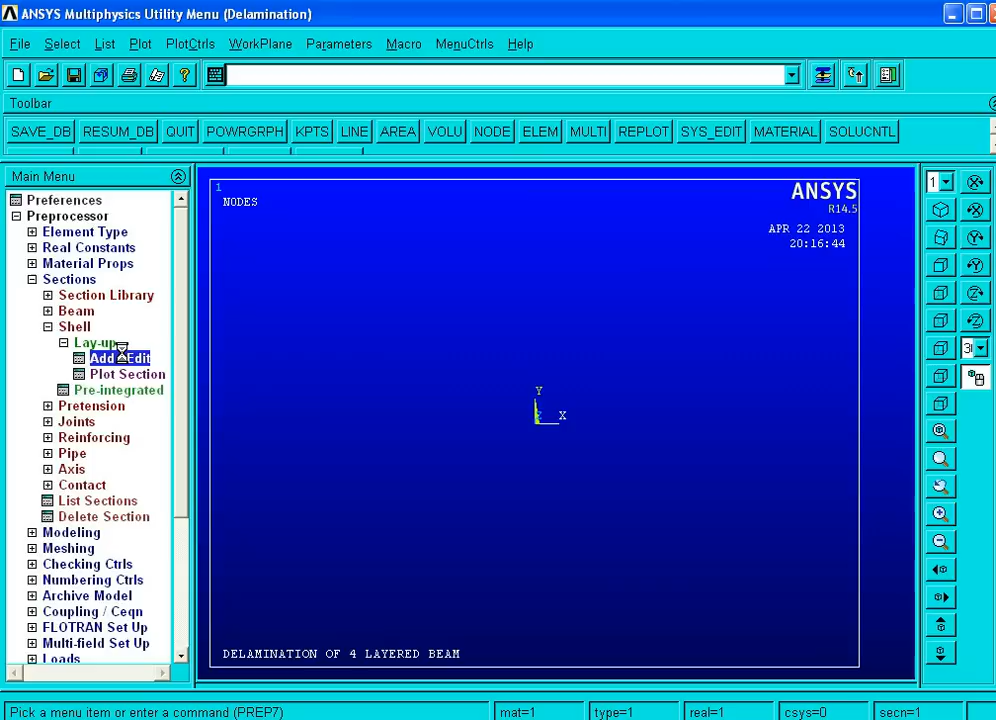 ANSYS Multiphysics Utility Menu (Delamination)
File Select List Plot PlotCtrls WorkPlane Parameters Macro MenuCtrls Help
Toolbar
SAVE_DB RESUM_DB QUIT POWRGRPH KPTS LINE AREA VOLU NODE ELEM MULTI REPLOT SYS_EDIT MATERIAL SOLUCNTL
Main Menu
Preferences
Preprocessor
Element Type
Real Constants
Material Props
Sections
Section Library
Beam
Shell
Lay-up
Add Edit
Plot Section
Pre-integrated
Pretension
Joints
Reinforcing
Pipe
Axis
Contact
List Sections
Delete Section
Modeling
Meshing
Checking Ctrls
Numbering Ctrls
Archive Model
Coupling / Ceqn
FLOTRAN Set Up
Multi-field Set Up
Loads
1
NODES
ANSYS
R14.5
APR 22 2013
20:16:44
Y
X
DELAMINATION OF 4 LAYERED BEAM
1
Pick a menu item or enter a command (PREP7) mat=1 type=1 real=1 csys=0 secn=1